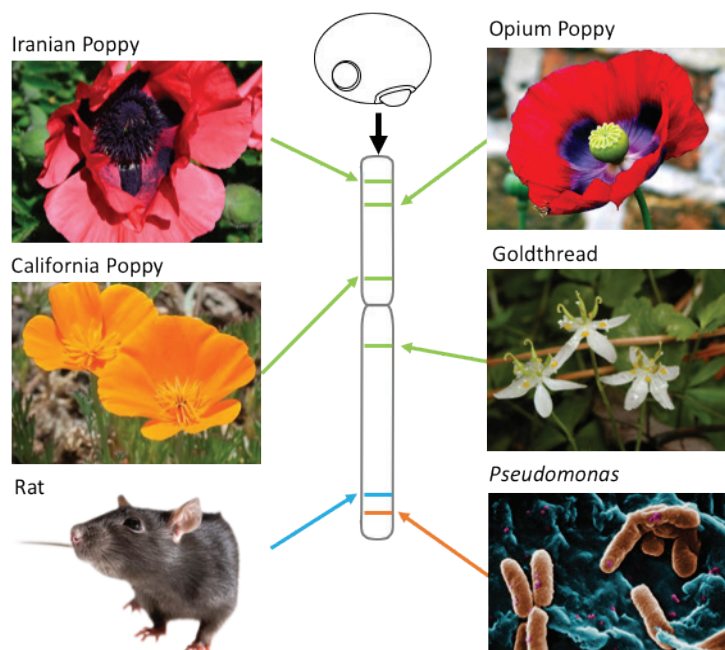 Iranian Poppy
Opium Poppy
California Poppy
Goldthread
Rat
Pseudomonas